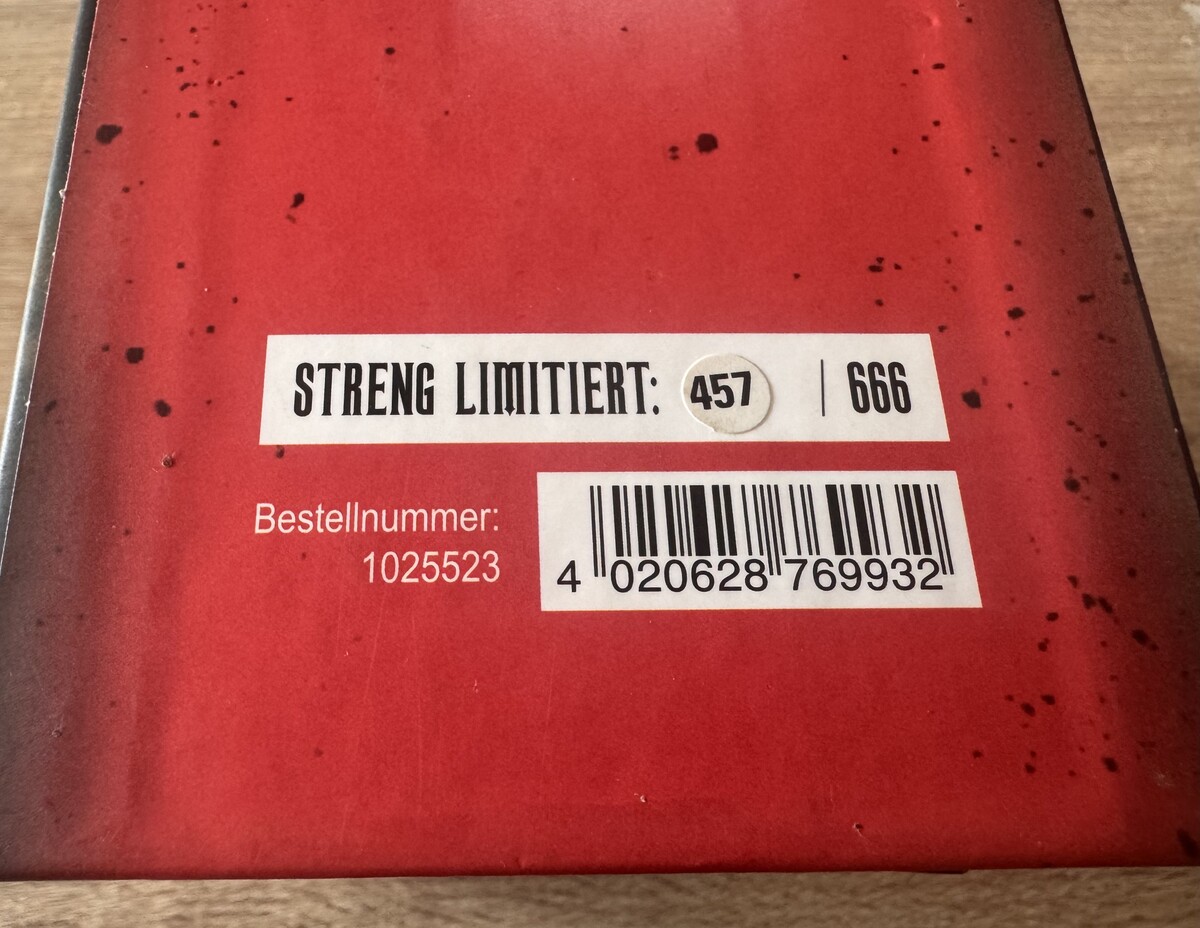 STRENG LIMITIERT: 457 | 666
Bestellnummer:
1025523
4 020628 769932